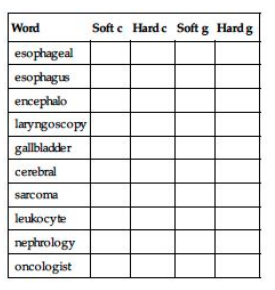 Word Soft c Hard c Soft g Hard g
esophageal
esophagus
encephalo
laryngoscopy
gallbladder
cerebral
sarcoma
leukocyte
nephrology
oncologist